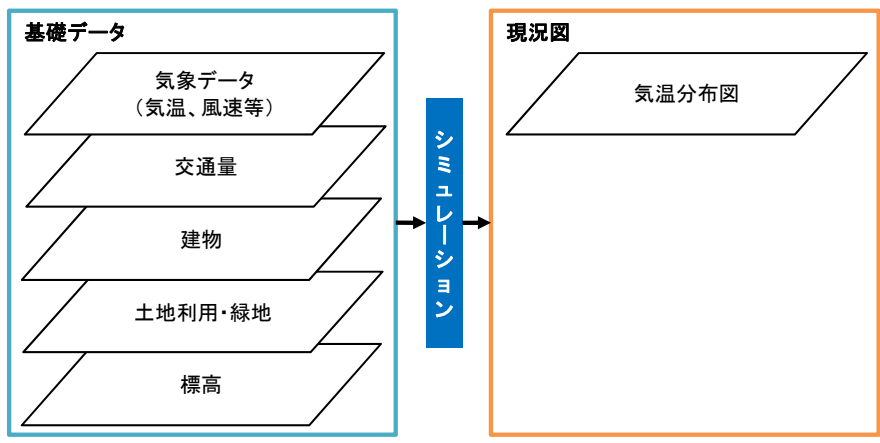 基礎データ
気象データ
（気温、風速等）
交通量
建物
土地利用・緑地
標高
シミュレーション
現況図
気温分布図